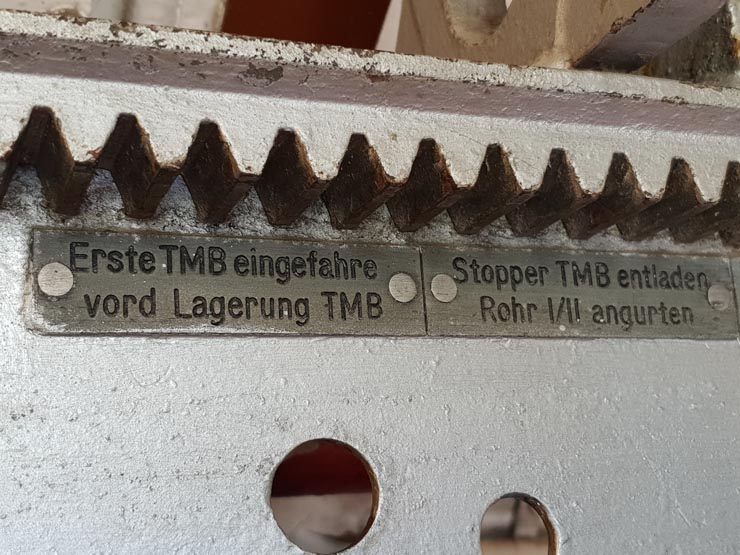 Erste TMB eingefahre
vord Lagerung TMB
Stopper TMB entladen
Rohr I/II angurten